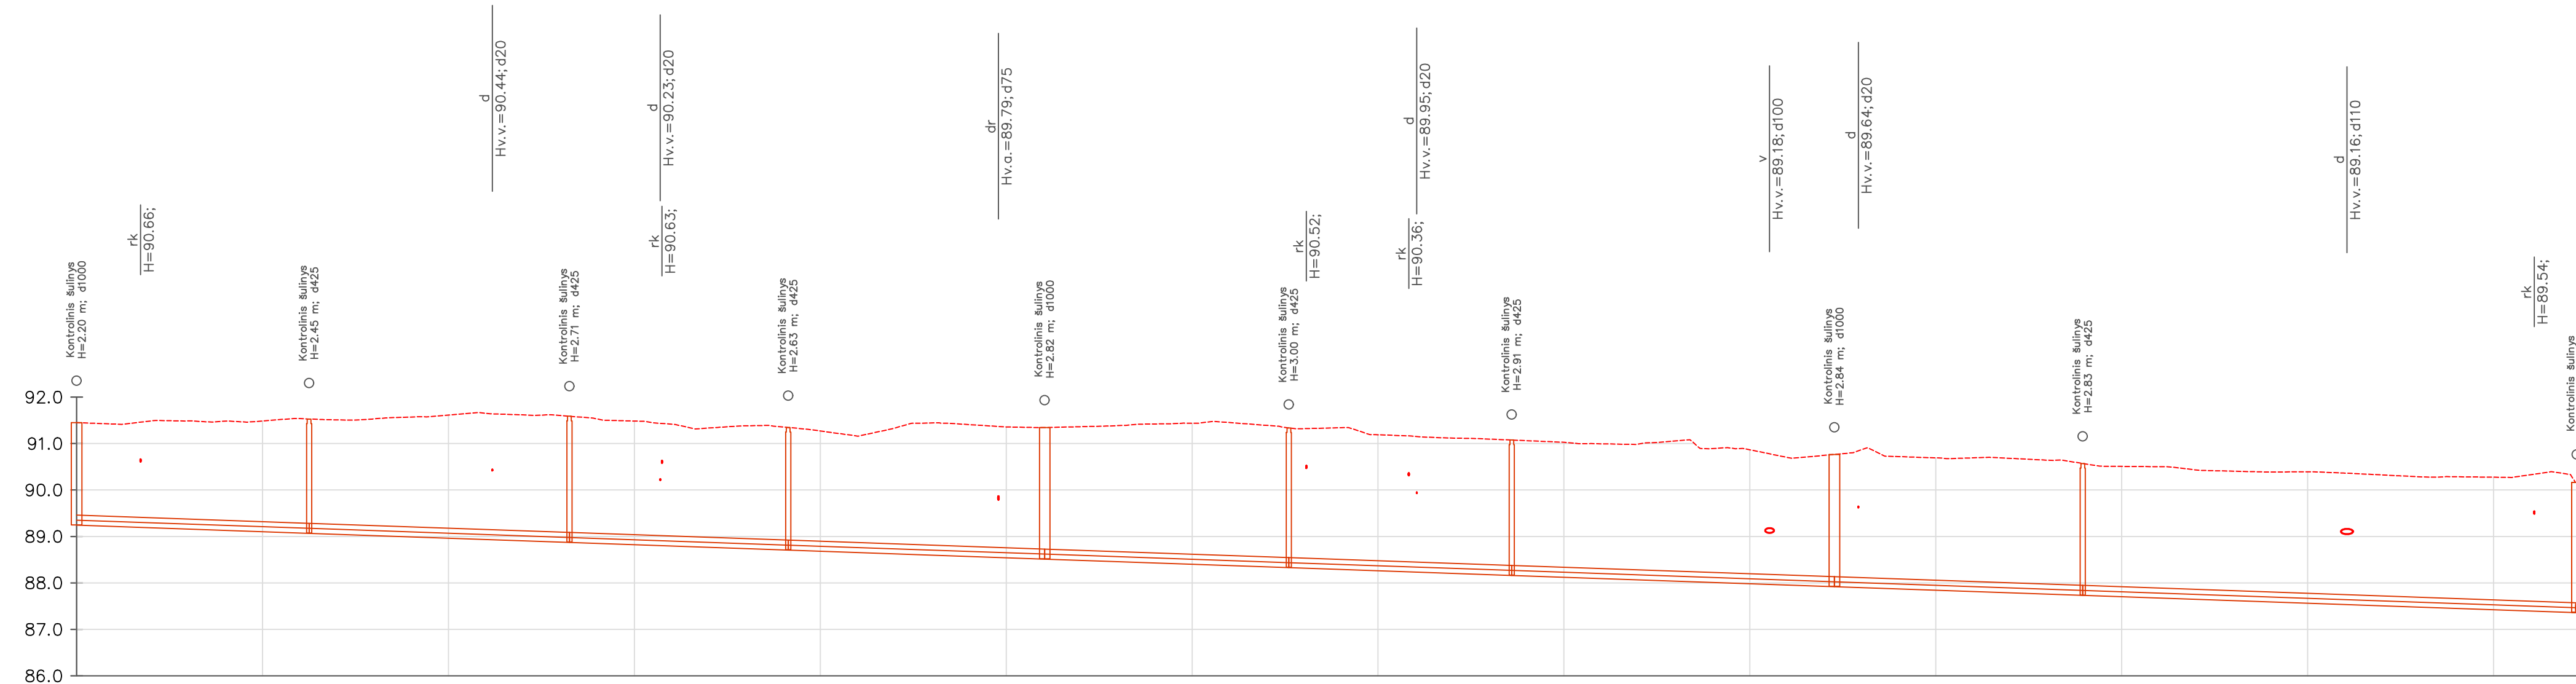 d
Hv.v.=90.44; d20
d
Hv.v.=90.23; d20
dr
Hv.a.=89.79; d75
d
Hv.v.=89.95; d20
v
Hv.v.=89.18; d100
d
Hv.v.=89.64; d20
d
Hv.v.=89.16; d110
rk
H=90.66;
rk
H=90.63;
rk
H=90.52;
rk
H=90.36;
rk
H=89.54;
Kontrolinis šulinys
H=2.20 m; d1000
Kontrolinis šulinys
H=2.45 m; d425
Kontrolinis šulinys
H=2.71 m; d425
Kontrolinis šulinys
H=2.63 m; d425
Kontrolinis šulinys
H=2.82 m; d1000
Kontrolinis šulinys
H=3.00 m; d425
Kontrolinis šulinys
H=2.91 m; d425
Kontrolinis šulinys
H=2.84 m; d1000
Kontrolinis šulinys
H=2.83 m; d425
Kontrolinis šulinys
92.0
91.0
90.0
89.0
88.0
87.0
86.0